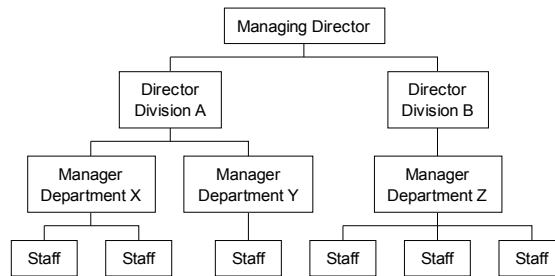 Managing Director
Director
Division A
Director
Division B
Manager
Department X
Manager
Department Y
Manager
Department Z
Staff
Staff
Staff
Staff
Staff
Staff